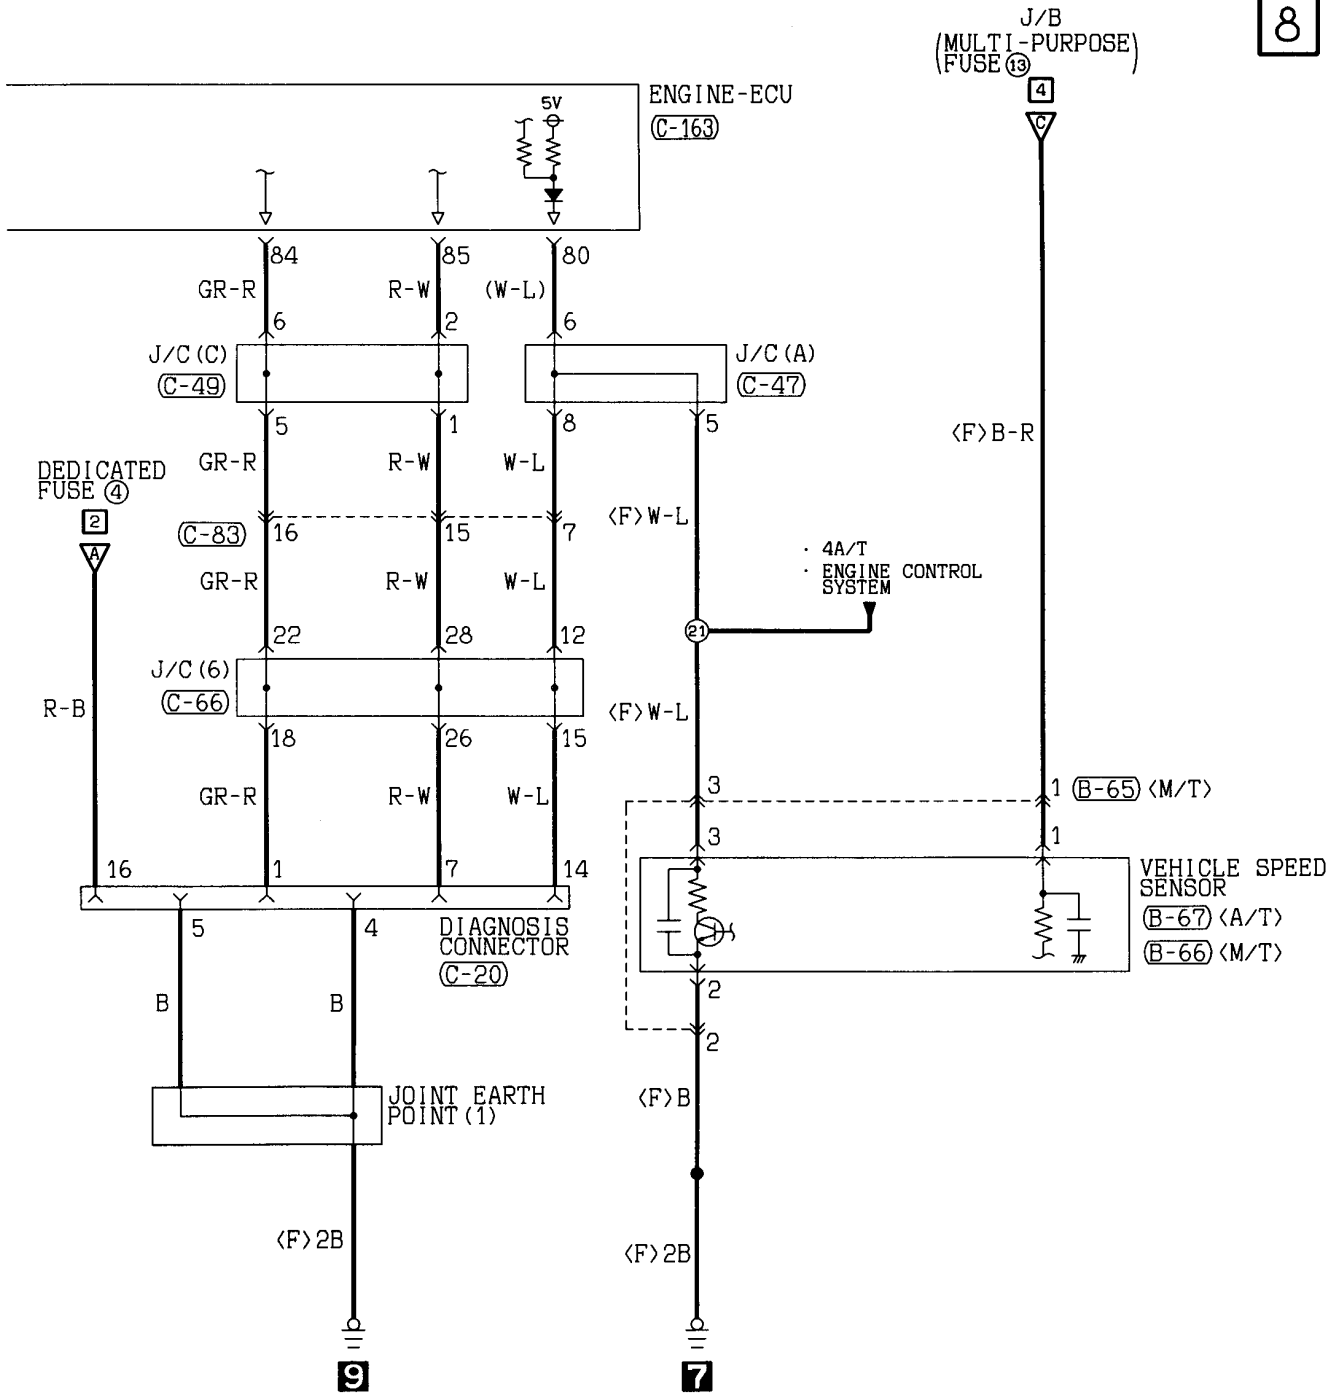 8
J/B
(MULTI-PURPOSE)
FUSE 13
4
C
5V
ENGINE-ECU
C-163
84
85
80
GR-R
R-W
(W-L)
6
2
6
J/C(C)
C-49
J/C(A)
C-47
5
1
8
5
GR-R
R-W
W-L
<F>B-R
DEDICATED
FUSE 4
2
A
<F>W-L
C-83
16
15
7
GR-R
R-W
W-L
· 4A/T
· ENGINE CONTROL
SYSTEM
21
22
28
12
J/C(6)
C-66
R-B
<F>W-L
18
26
15
GR-R
R-W
W-L
3
1
B-65 <M/T>
3
1
16
1
7
14
VEHICLE SPEED
SENSOR
B-67 <A/T>
B-66 <M/T>
5
4
DIAGNOSIS
CONNECTOR
C-20
2
2
B
B
JOINT EARTH
POINT(1)
<F>B
<F>2B
<F>2B
9
7